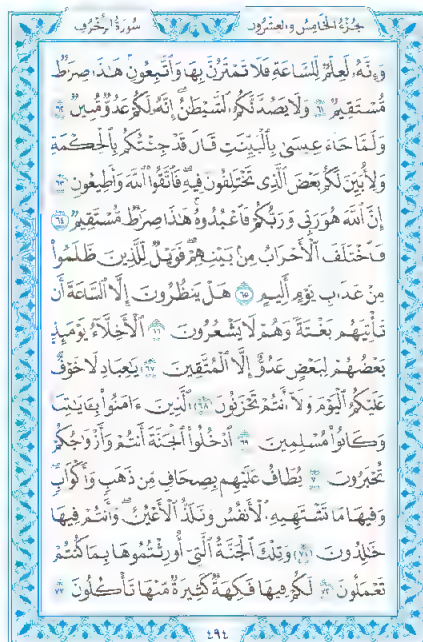 سورة الزخرف
الجزء الخامس والعشرون
وَإِنَّهُۥ لَعِلْمٌ لِّلسَّاعَةِ فَلَا تَمْتَرُنَّ بِهَا وَٱتَّبِعُونِ هَٰذَا صِرَٰطٌ
مُّسْتَقِيمٌ ٦١ وَلَا يَصُدَّنَّكُمُ ٱلشَّيْطَٰنُ إِنَّهُۥ لَكُمْ عَدُوٌّ مُّبِينٌ ٦٢
وَلَمَّا جَآءَ عِيسَىٰ بِٱلْبَيِّنَٰتِ قَالَ قَدْ جِئْتُكُم بِٱلْحِكْمَةِ
وَلِأُبَيِّنَ لَكُم بَعْضَ ٱلَّذِى تَخْتَلِفُونَ فِيهِ فَٱتَّقُوا۟ ٱللَّهَ وَأَطِيعُونِ ٦٣
إِنَّ ٱللَّهَ هُوَ رَبِّى وَرَبُّكُمْ فَٱعْبُدُوهُ هَٰذَا صِرَٰطٌ مُّسْتَقِيمٌ ٦٤
فَٱخْتَلَفَ ٱلْأَحْزَابُ مِنۢ بَيْنِهِمْ فَوَيْلٌ لِّلَّذِينَ ظَلَمُوا۟
مِنْ عَذَابِ يَوْمٍ أَلِيمٍ ٦٥ هَلْ يَنظُرُونَ إِلَّا ٱلسَّاعَةَ أَن
تَأْتِيَهُم بَغْتَةً وَهُمْ لَا يَشْعُرُونَ ٦٦ ٱلْأَخِلَّآءُ يَوْمَئِذٍۭ
بَعْضُهُمْ لِبَعْضٍ عَدُوٌّ إِلَّا ٱلْمُتَّقِينَ ٦٧ يَٰعِبَادِ لَا خَوْفٌ
عَلَيْكُمُ ٱلْيَوْمَ وَلَآ أَنتُمْ تَحْزَنُونَ ٦٨ ٱلَّذِينَ ءَامَنُوا۟ بِـَٔايَٰتِنَا
وَكَانُوا۟ مُسْلِمِينَ ٦٩ ٱدْخُلُوا۟ ٱلْجَنَّةَ أَنتُمْ وَأَزْوَٰجُكُمْ
تُحْبَرُونَ ٧٠ يُطَافُ عَلَيْهِم بِصِحَافٍ مِّن ذَهَبٍ وَأَكْوَابٍ
وَفِيهَا مَا تَشْتَهِيهِ ٱلْأَنفُسُ وَتَلَذُّ ٱلْأَعْيُنُ وَأَنتُمْ فِيهَا
خَٰلِدُونَ ٧١ وَتِلْكَ ٱلْجَنَّةُ ٱلَّتِىٓ أُورِثْتُمُوهَا بِمَا كُنتُمْ
تَعْمَلُونَ ٧٢ لَكُمْ فِيهَا فَٰكِهَةٌ كَثِيرَةٌ مِّنْهَا تَأْكُلُونَ ٧٣
٤٩٤